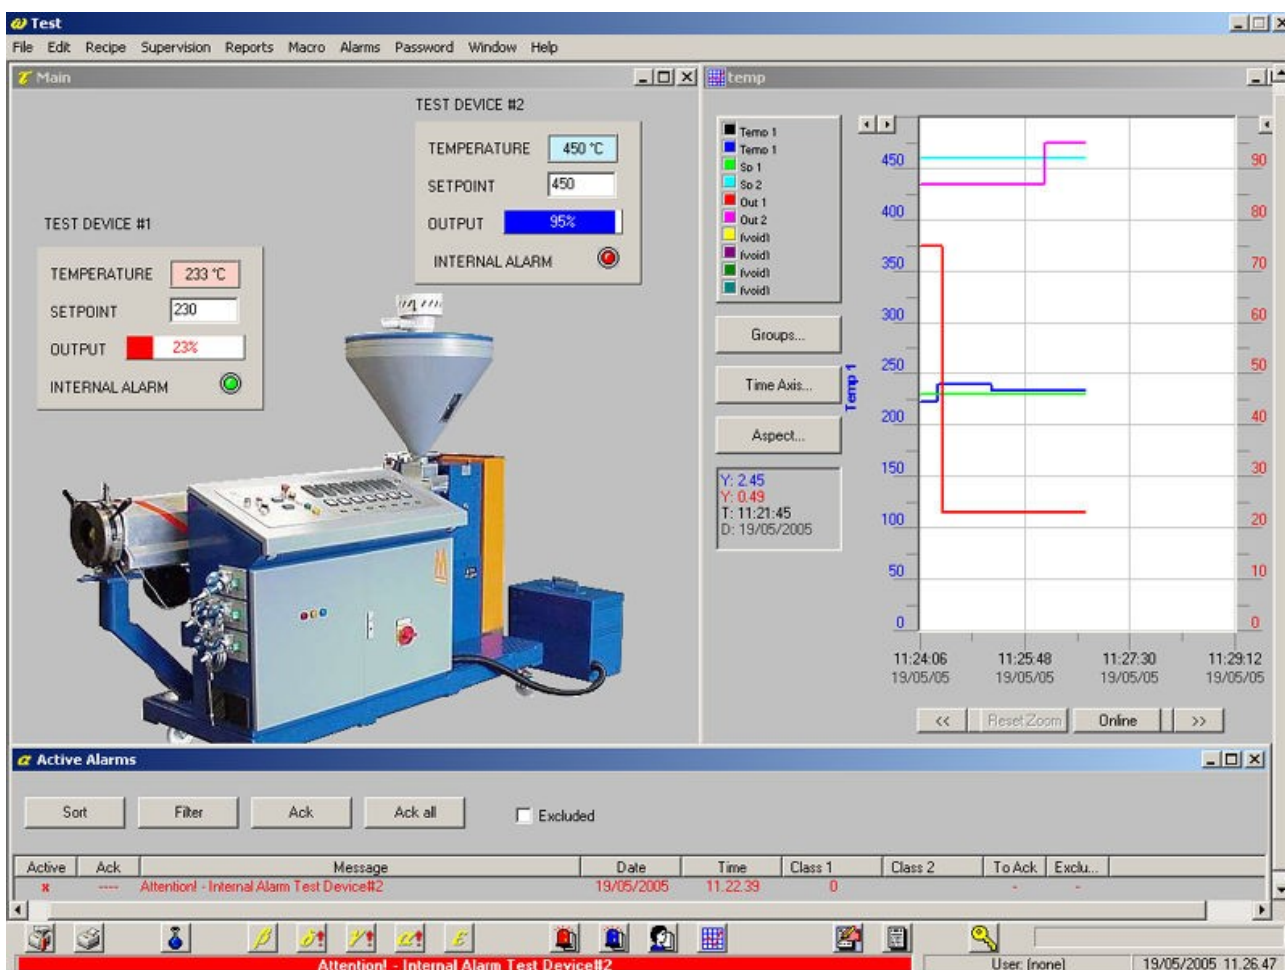 Test
File Edit Recipe Supervision Reports Macro Alarms Password Window Help
Main
TEST DEVICE #2
TEMPERATURE 450 °C
SETPOINT 450
OUTPUT 95%
INTERNAL ALARM
TEST DEVICE #1
TEMPERATURE 233 °C
SETPOINT 230
OUTPUT 23%
INTERNAL ALARM
temp
Temo 1
Temo 1
So 1
So 2
Out 1
Out 2
(void)
(void)
(void)
(void)
Groups...
Time Axis...
Aspect...
Y: 2.45
Y: 0.49
T: 11:21:45
D: 19/05/2005
Temp 1
450 90
400 80
350 70
300 60
250 50
200 40
150 30
100 20
50 10
0 0
11:24:06 11:25:48 11:27:30 11:29:12
19/05/05 19/05/05 19/05/05 19/05/05
<< Reset Zoom Online >>
Active Alarms
Sort Filter Ack Ack all Excluded
Active Ack Message Date Time Class 1 Class 2 To Ack Exclu...
x ---- Attention! - Internal Alarm Test Device#2 19/05/2005 11.22.39 0 - -
β δ! γ! α! ε
Attention! - Internal Alarm Test Device#2 User: (none) 19/05/2005 11.26.47